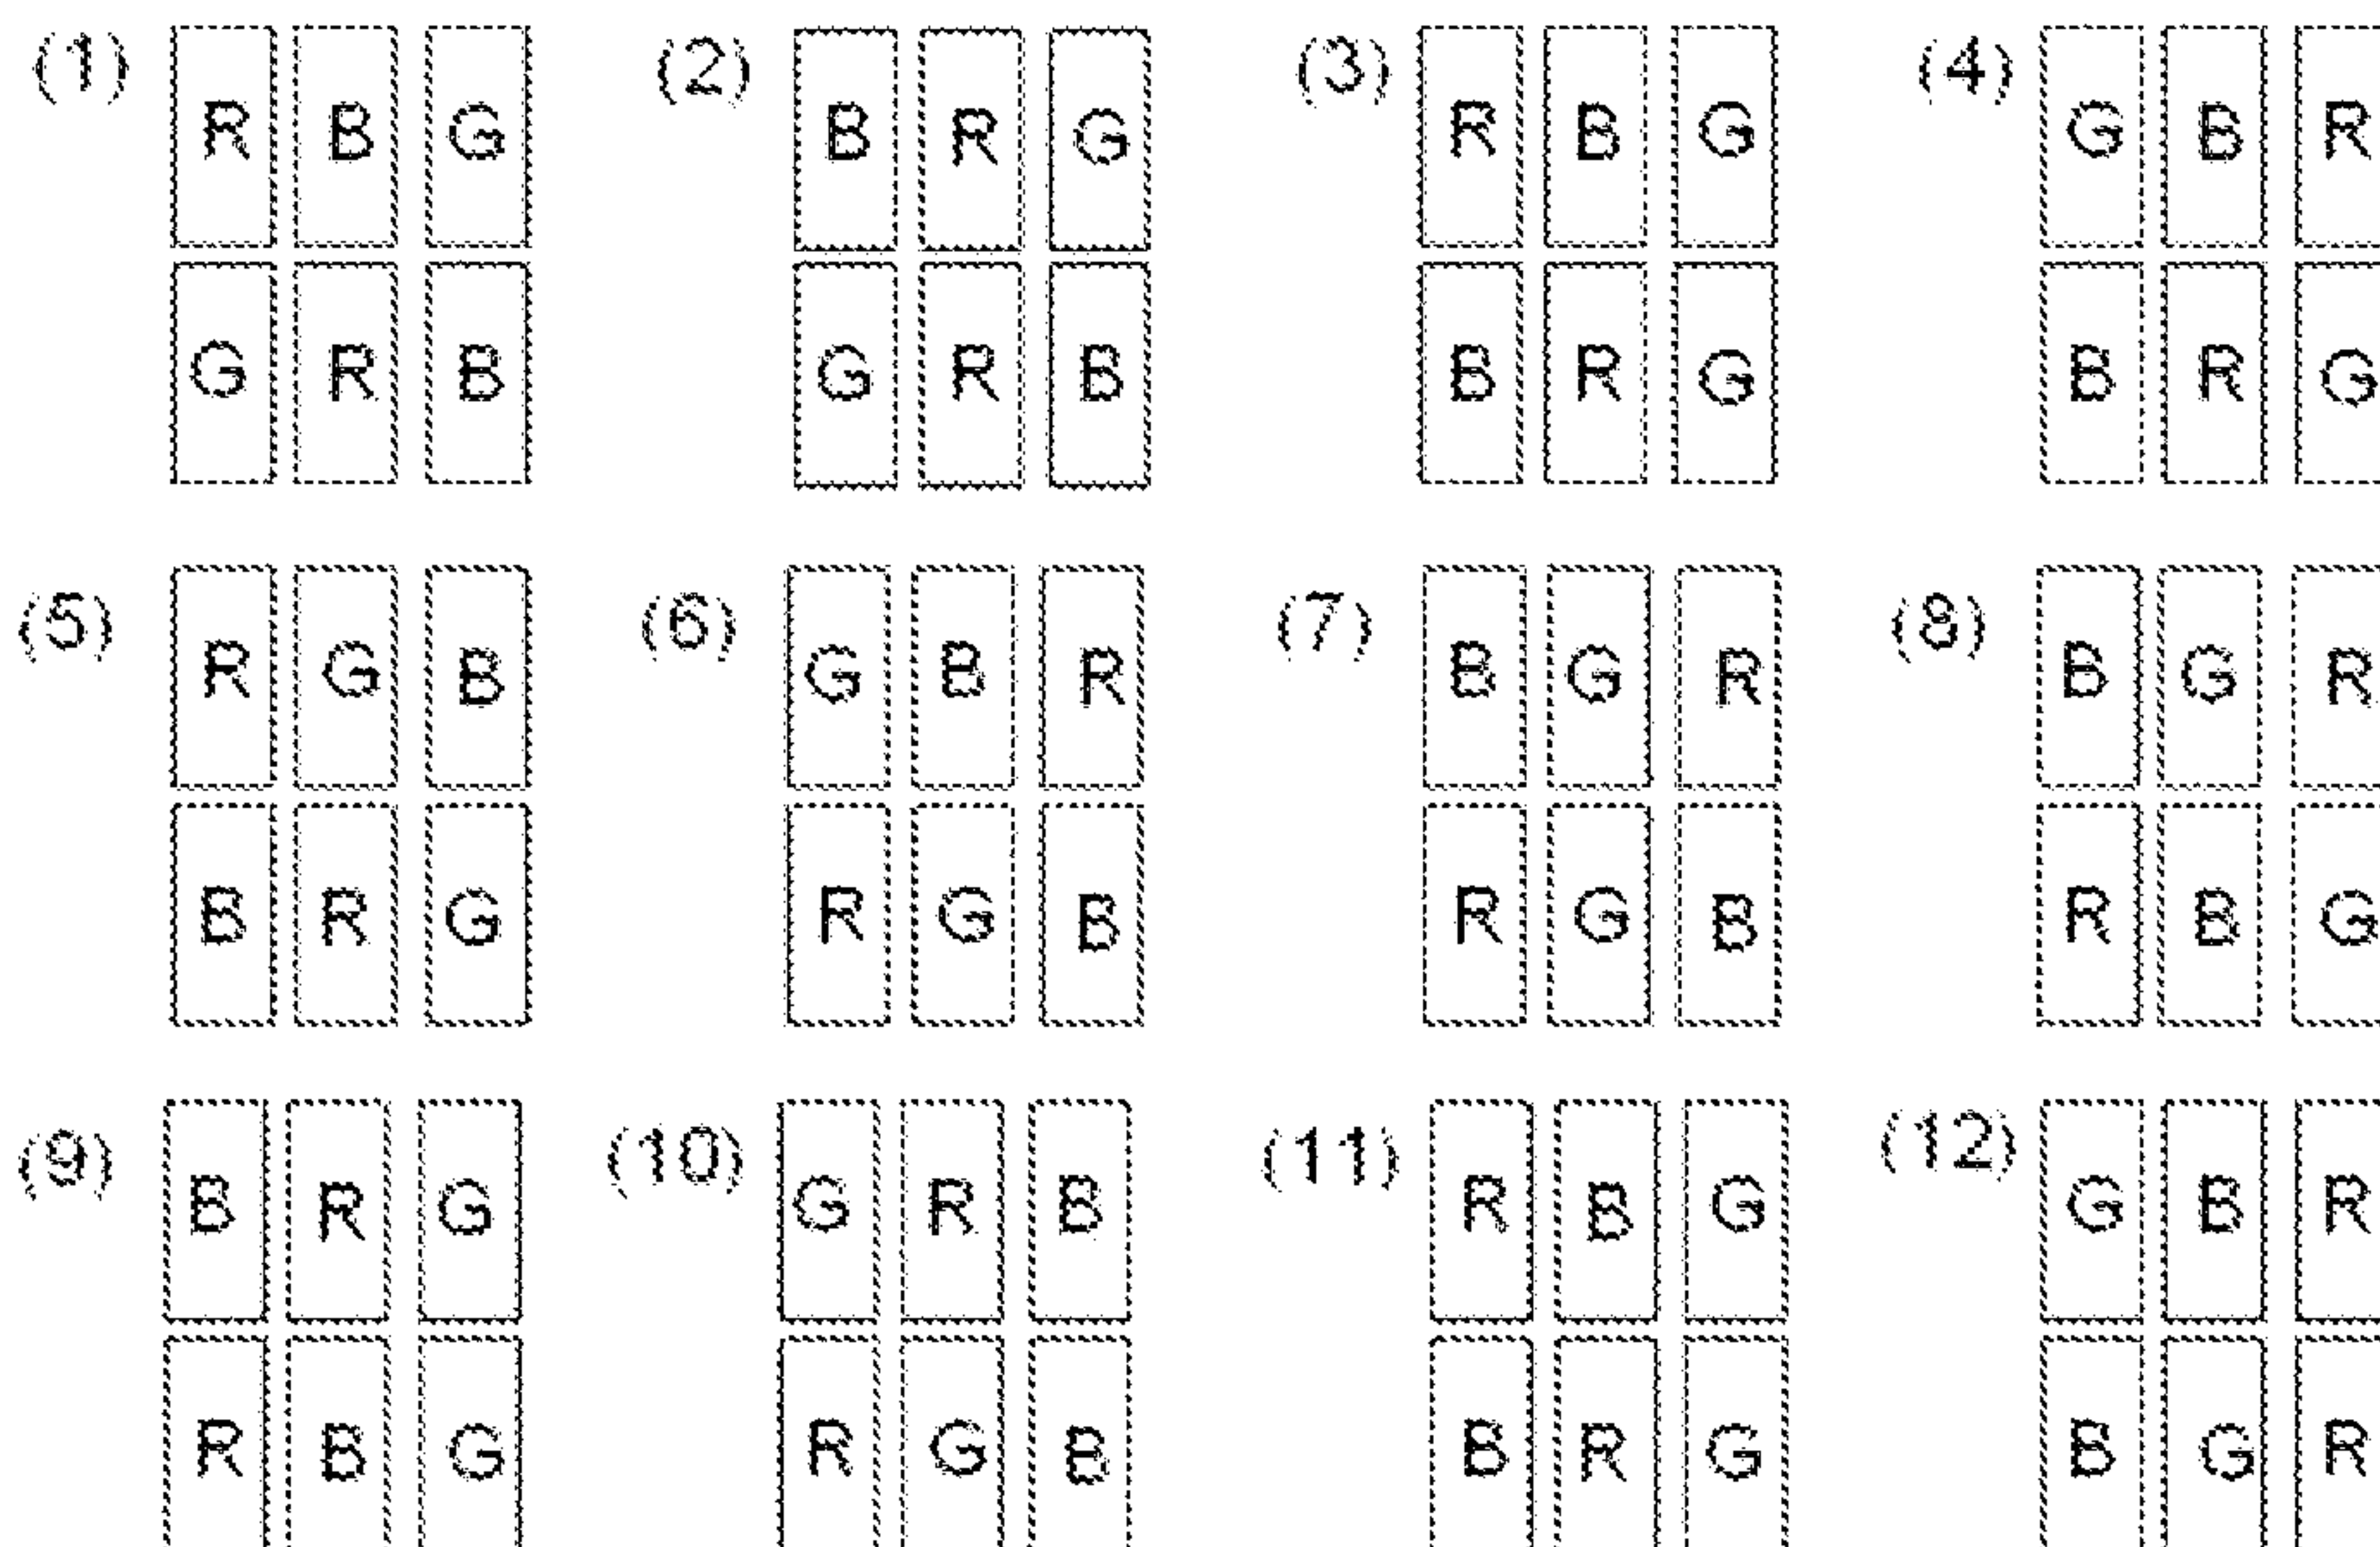 (1) R B G (2) B R G (3) R B G (4) G B R
G R B G R B B R G B R G
(5) R G B (6) G B R (7) B G R (8) B G R
B R G R G B R G B R B G
(9) B R G (10) G R B (11) R B G (12) G B R
R B G R G B B R G B G R